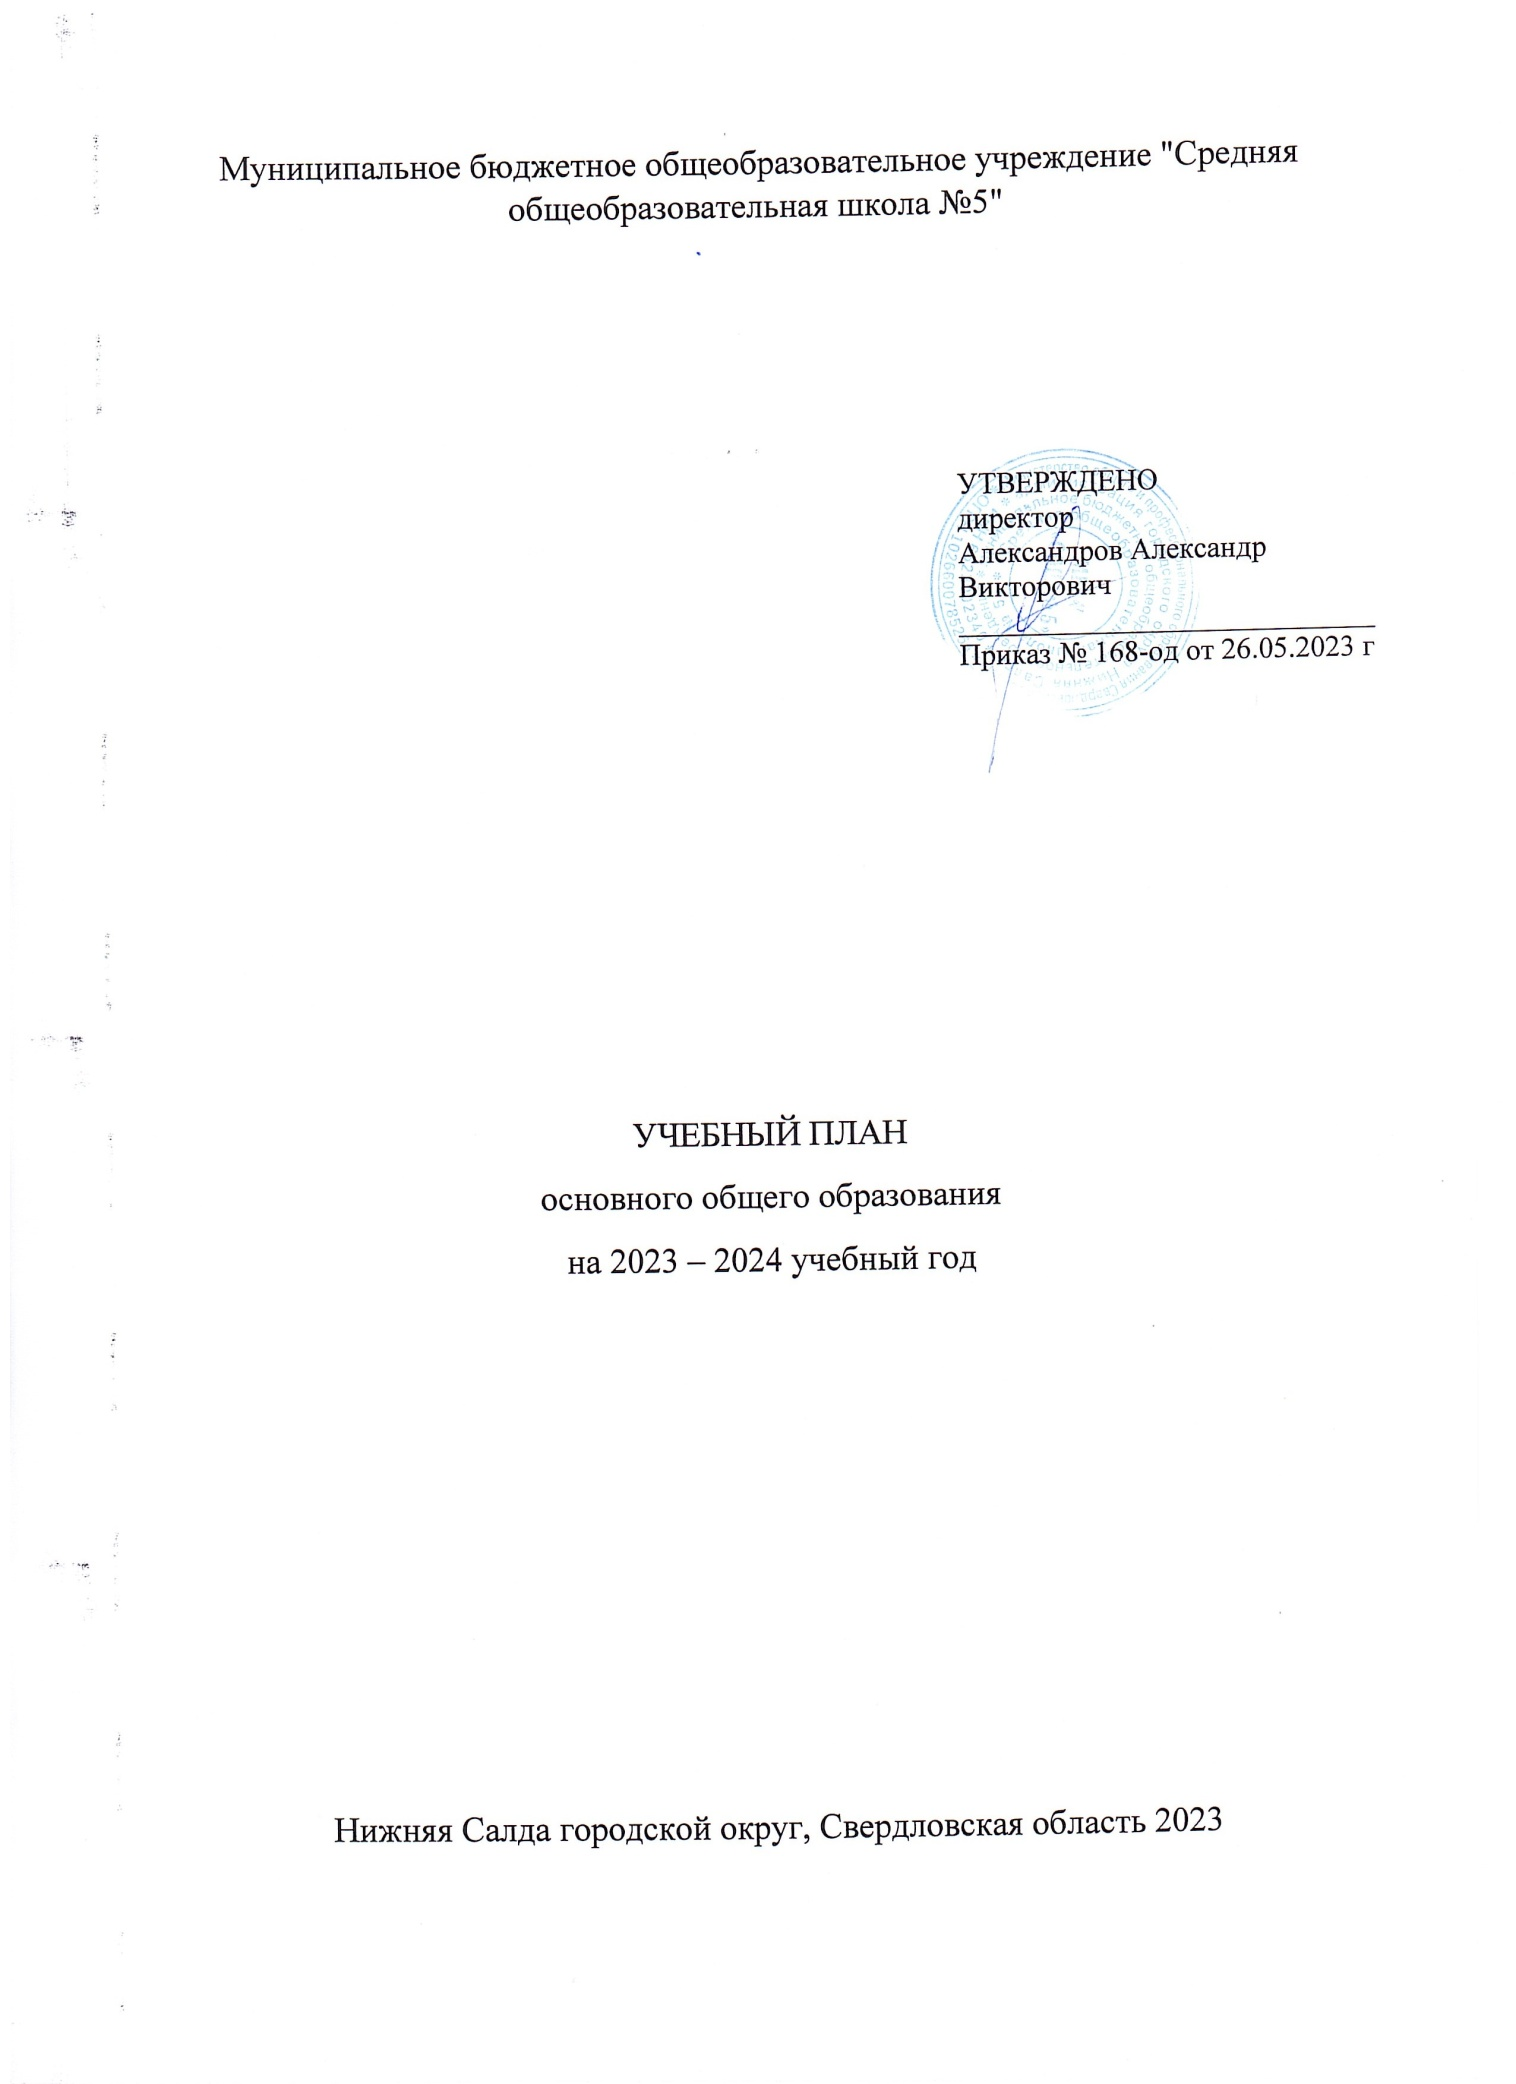 Муниципальное бюджетное общеобразовательное учреждение "Средняя
общеобразовательная школа №5"
УТВЕРЖДЕНО
директор
Александров Александр
Викторович
Приказ № 168-од от 26.05.2023 г
УЧЕБНЫЙ ПЛАН
основного общего образования
на 2023 – 2024 учебный год
Нижняя Салда городской округ, Свердловская область 2023